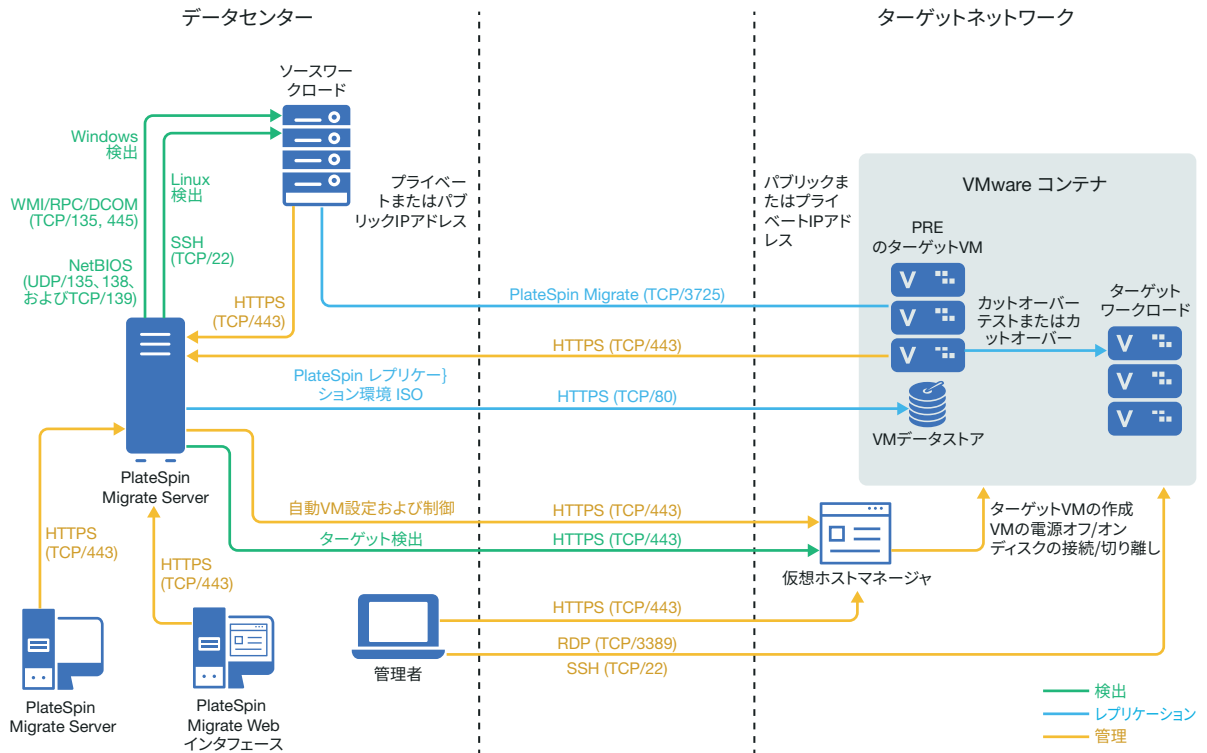 データセンター
ターゲットネットワーク
ソースワー
クロード
Windows
検出
Linux
検出
WMI/RPC/DCOM
(TCP/135, 445)
SSH
(TCP/22)
NetBIOS
(UDP/135、138、
およびTCP/139)
HTTPS
(TCP/443)
プライベー
トまたはパブ
リックIPアドレス
パブリックま
たはプライ
ベートIPアド
レス
VMware コンテナ
PRE
のターゲットVM
PlateSpin Migrate (TCP/3725)
カットオーバー
テストまたはカ
ットオーバー
ターゲット
ワークロード
HTTPS (TCP/443)
PlateSpin レプリケー}
ション環境 ISO
HTTPS (TCP/80)
VMデータストア
PlateSpin
Migrate Server
自動VM設定および制御
HTTPS (TCP/443)
ターゲット検出
HTTPS (TCP/443)
ターゲットVMの作成
VMの電源オフ/オン
ディスクの接続/切り離し
仮想ホストマネージャ
HTTPS
(TCP/443)
HTTPS
(TCP/443)
HTTPS (TCP/443)
RDP (TCP/3389)
SSH (TCP/22)
管理者
PlateSpin
Migrate Server
PlateSpin
Migrate Web
インタフェース
検出
レプリケーション
管理
V
V
V
V
V
V